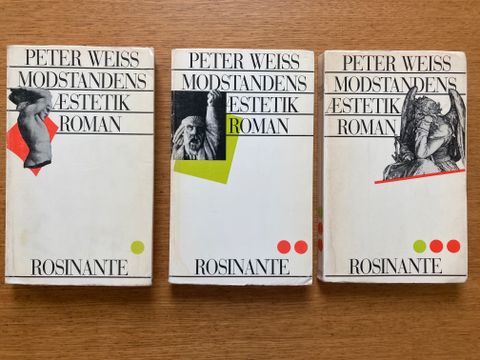 PETER WEISS
MODSTANDENS
ÆSTETIK
ROMAN
ROSINANTE
PETER WEISS
MODSTANDENS
ÆSTETIK
ROMAN
ROSINANTE
PETER WEISS
MODSTANDENS
ÆSTETIK
ROMAN
ROSINANTE